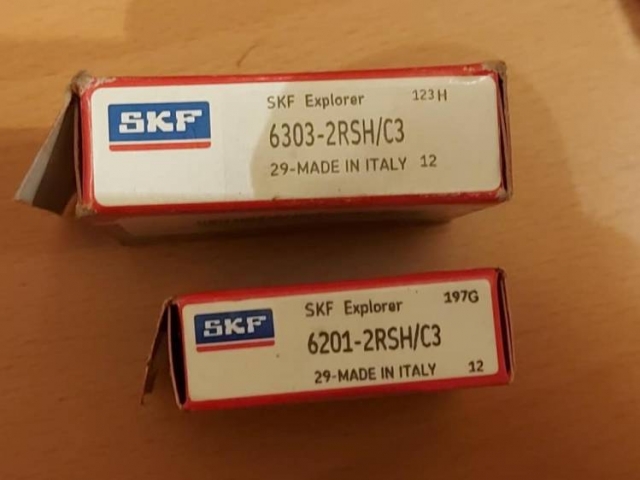 SKF
SKF Explorer 123H
6303-2RSH/C3
29-MADE IN ITALY 12
SKF
SKF Explorer 197G
6201-2RSH/C3
29-MADE IN ITALY 12